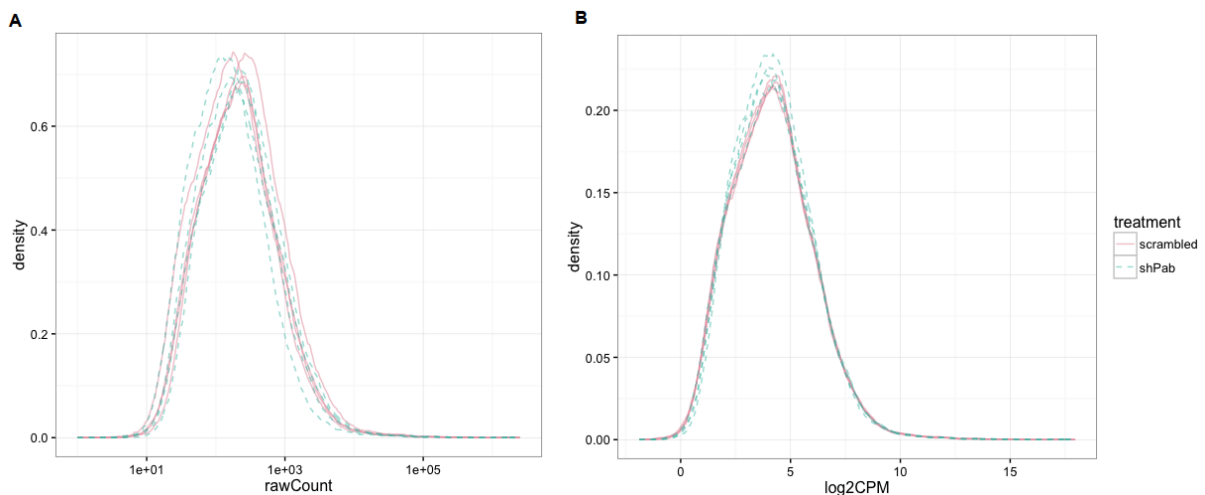 A
B
density
0.6
0.4
0.2
0.0
1e+01
1e+03
1e+05
rawCount
density
0.20
0.15
0.10
0.05
0.00
0
5
10
15
log2CPM
treatment
scrambled
shPab